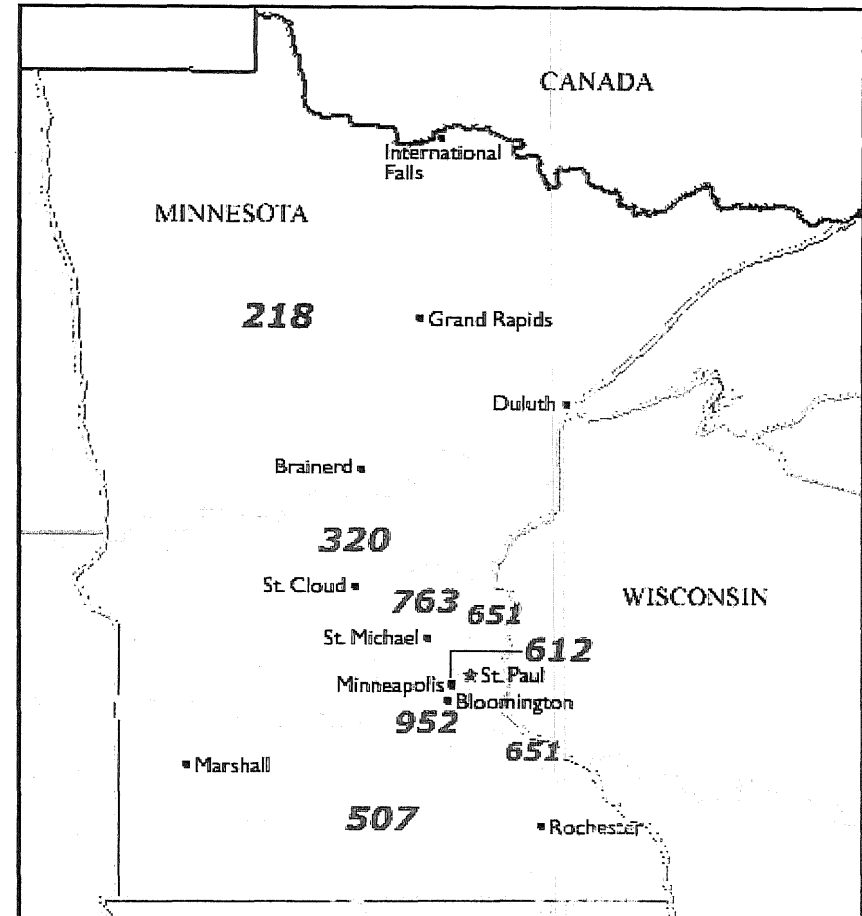 CANADA
International
Falls
MINNESOTA
218
Grand Rapids
Duluth
Brainerd
320
St. Cloud
763
651
WISCONSIN
St. Michael
612
St. Paul
Minneapolis
Bloomington
952
651
Marshall
507
Rochester